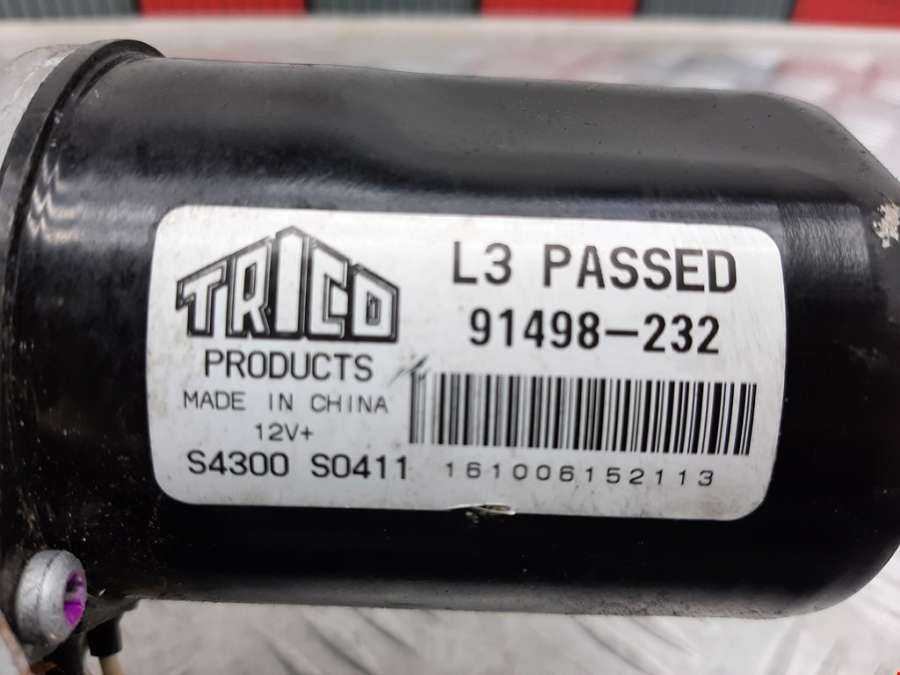 TRICO
PRODUCTS
MADE IN CHINA
12V+
S4300 S0411
L3 PASSED
91498-232
161006152113